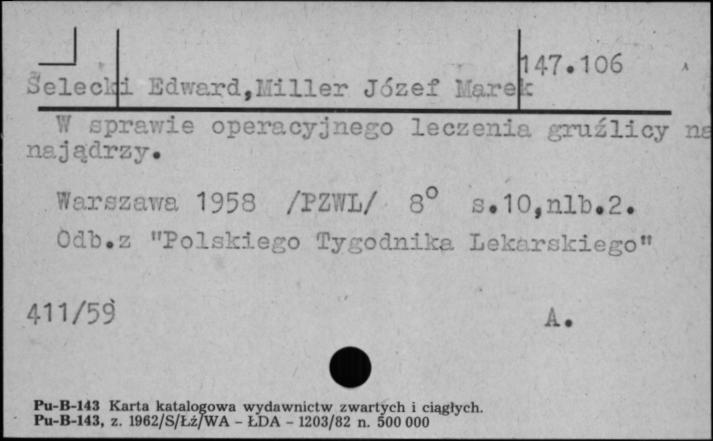 147.106
Selecki Edward,Miller Józef Marek
W sprawie operacyjnego leczenia gruźlicy na
najądrzy.
Warszawa 1958 /PZWL/ 8° s.10,nlb.2.
Odb.z "Polskiego Tygodnika Lekarskiego"
411/59 A.
Pu-B-143 Karta katalogowa wydawnictw zwartych i ciągłych.
Pu-B-143, z. 1962/S/Łź/WA - ŁDA - 1203/82 n. 500 000